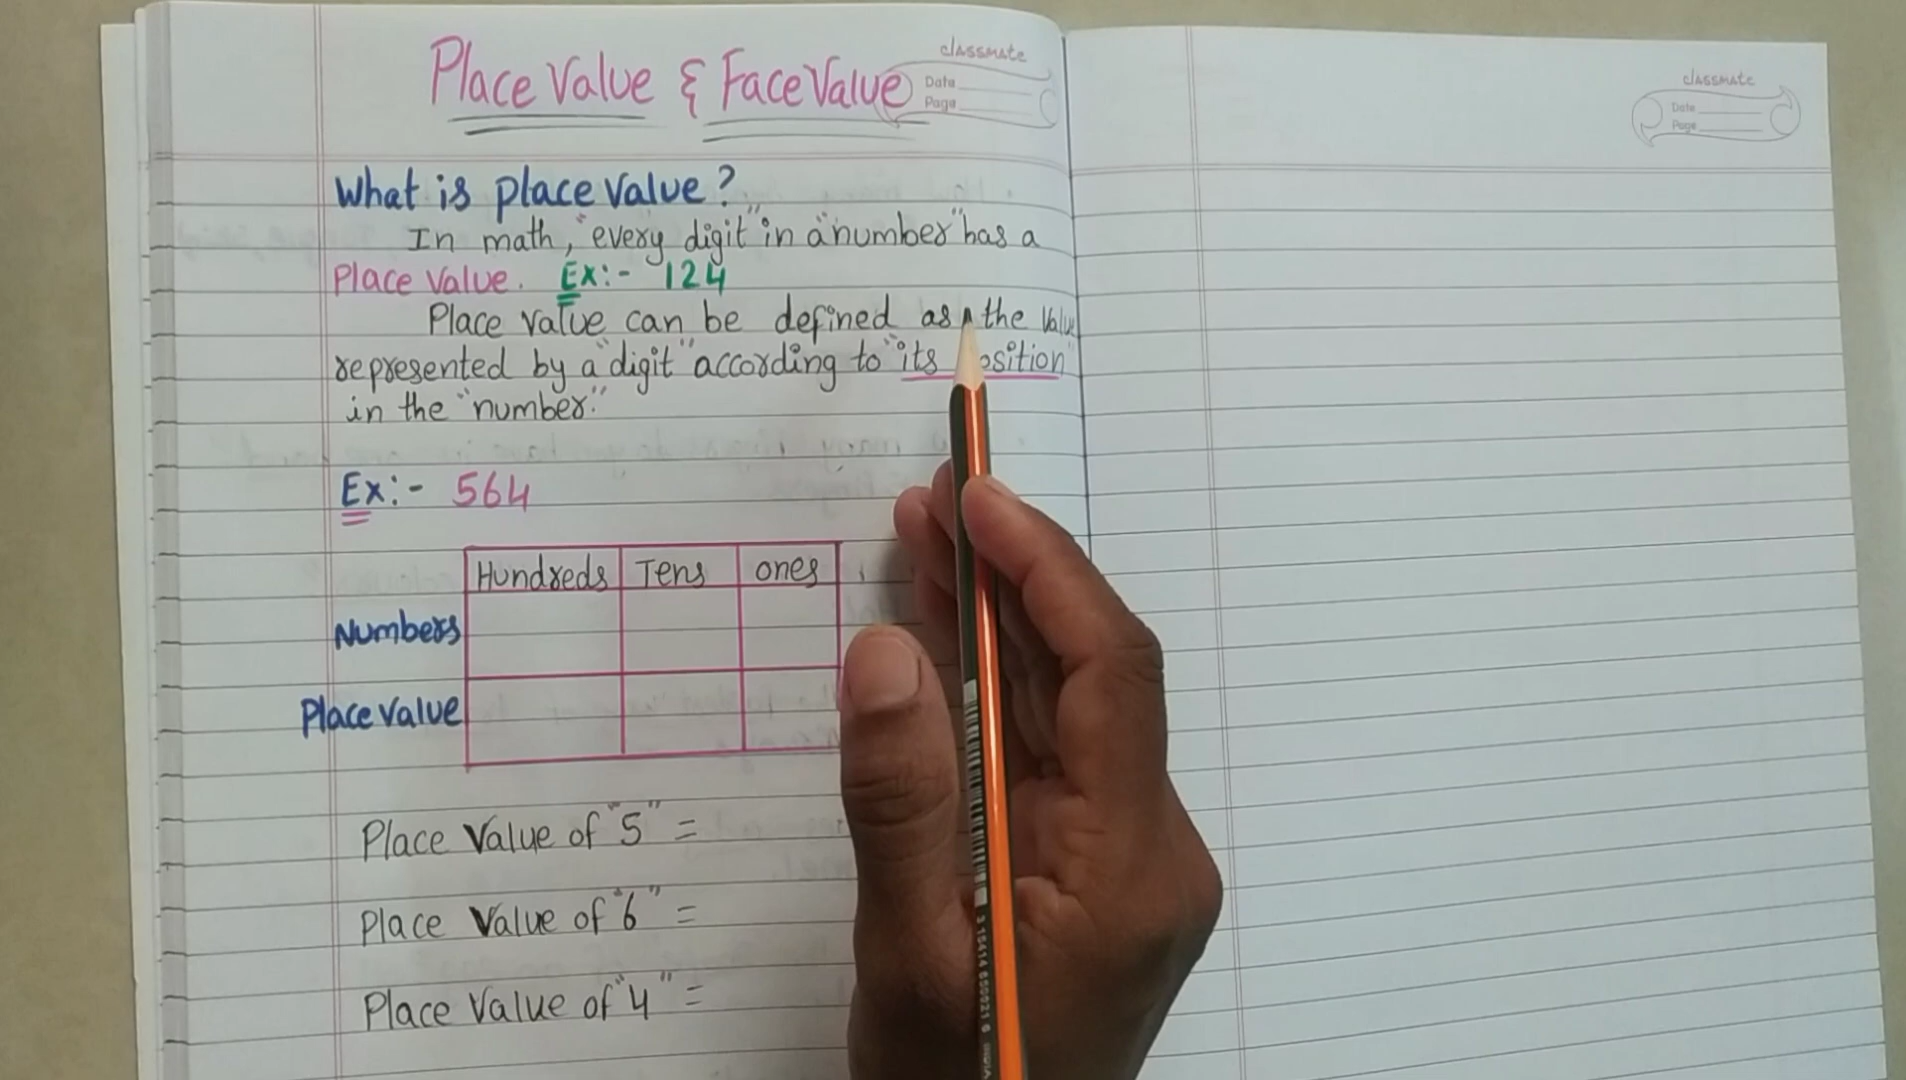 Place Value & Face Value
classmate
Date
Page
What is place value?
In math, "every digit" in a "number" has a
Place Value. Ex:- 124
Place value can be defined as the value
represented by a "digit" according to "its position"
in the "number."
Ex:- 564
Hundreds Tens ones
Numbers
Place value
Place Value of "5" =
Place Value of "6" =
Place Value of "4" =
classmate
Date
Page